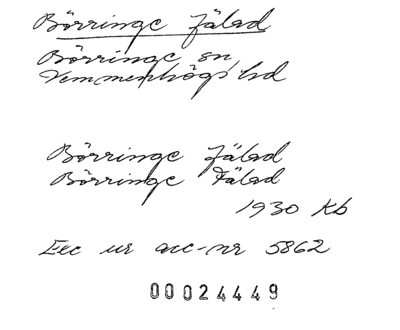 Börringe Fälad
Börringe sn,
Vemmenhögs hd
Börringe Fälad
Börringe Fälad
1930 Kb
Exc ur acc-nr 5862
00024449